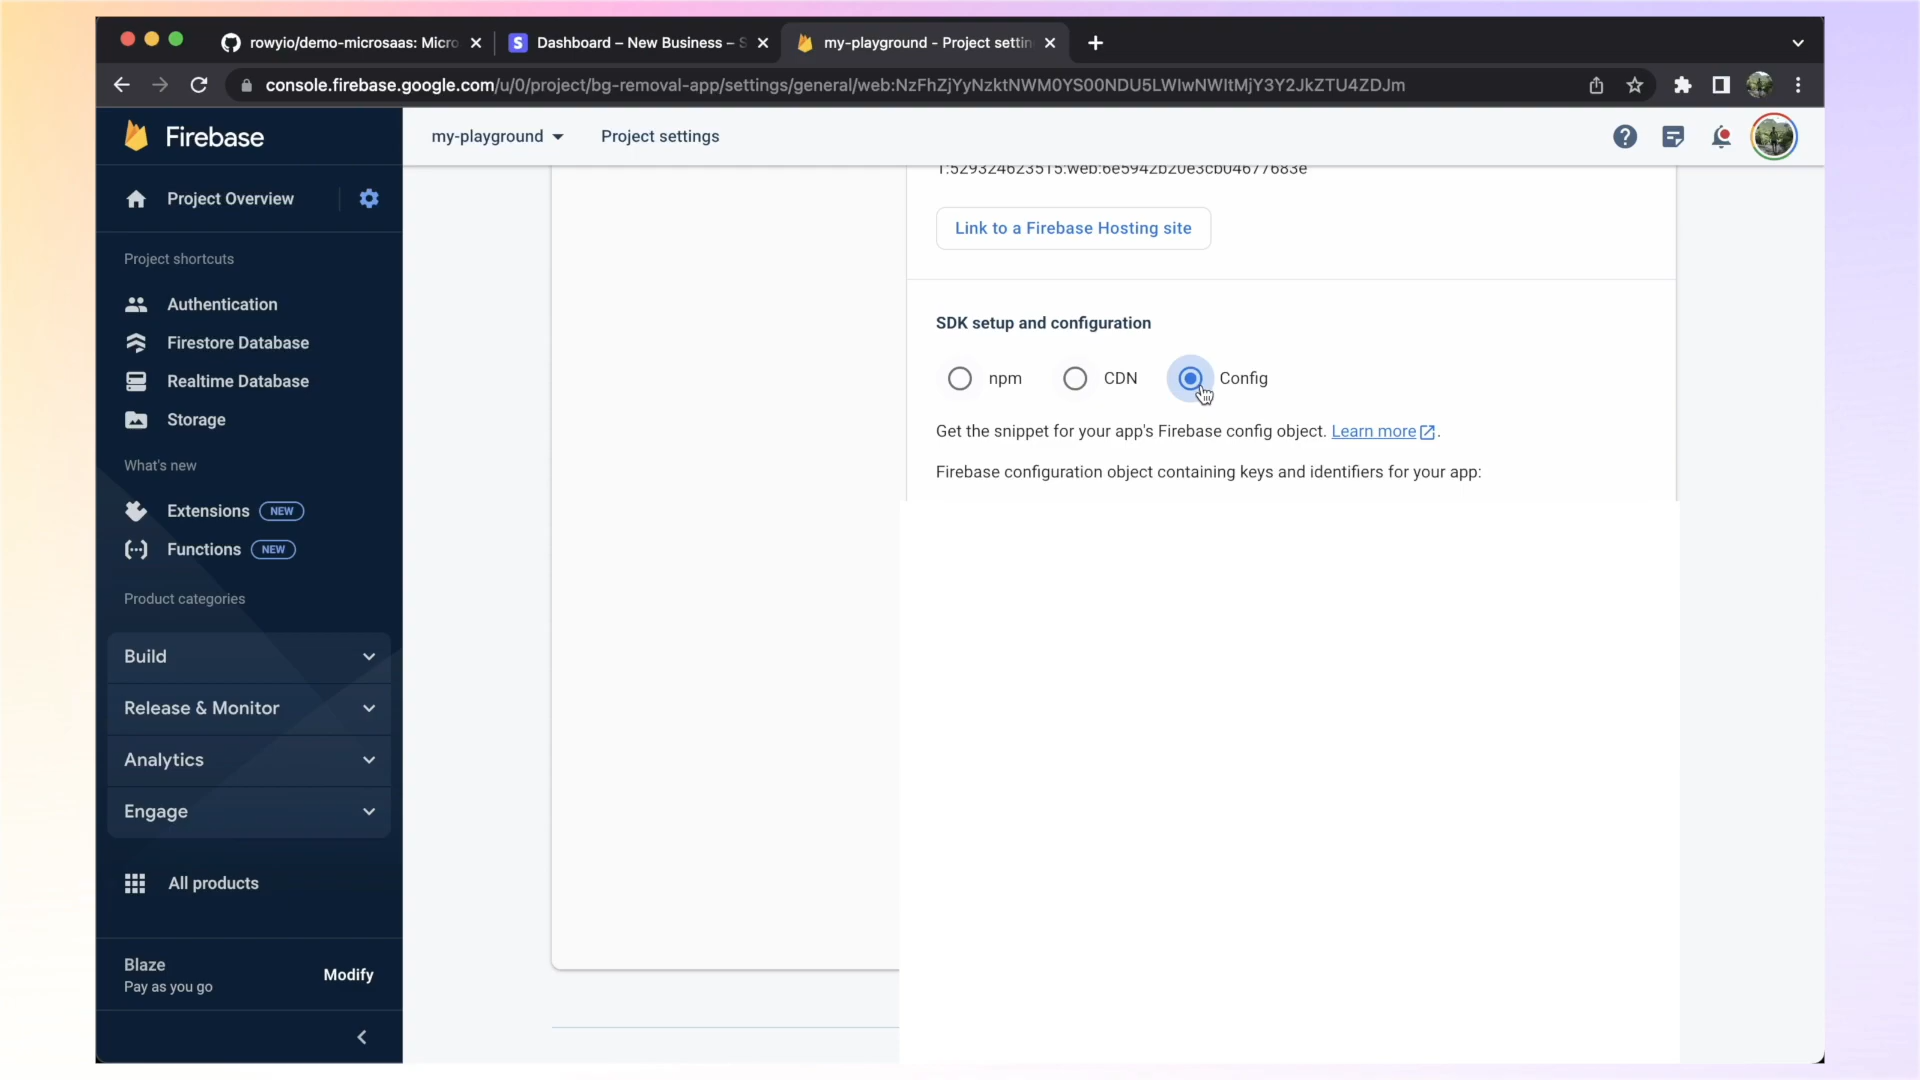 rowyio/demo-microsaas: Micro
S Dashboard – New Business – S
my-playground - Project settin
console.firebase.google.com/u/0/project/bg-removal-app/settings/general/web:NzFhZjYyNzktNWM0YS00NDU5LWIwNWItMjY3Y2JkZTU4ZDJm
Firebase
my-playground
Project settings
Project Overview
Project shortcuts
Authentication
Firestore Database
Realtime Database
Storage
What's new
Extensions NEW
Functions NEW
Product categories
Build
Release & Monitor
Analytics
Engage
All products
Blaze
Pay as you go
Modify
1:529324623515:web:6e5942b20e3cb04677683e
Link to a Firebase Hosting site
SDK setup and configuration
npm
CDN
Config
Get the snippet for your app's Firebase config object. Learn more.
Firebase configuration object containing keys and identifiers for your app: